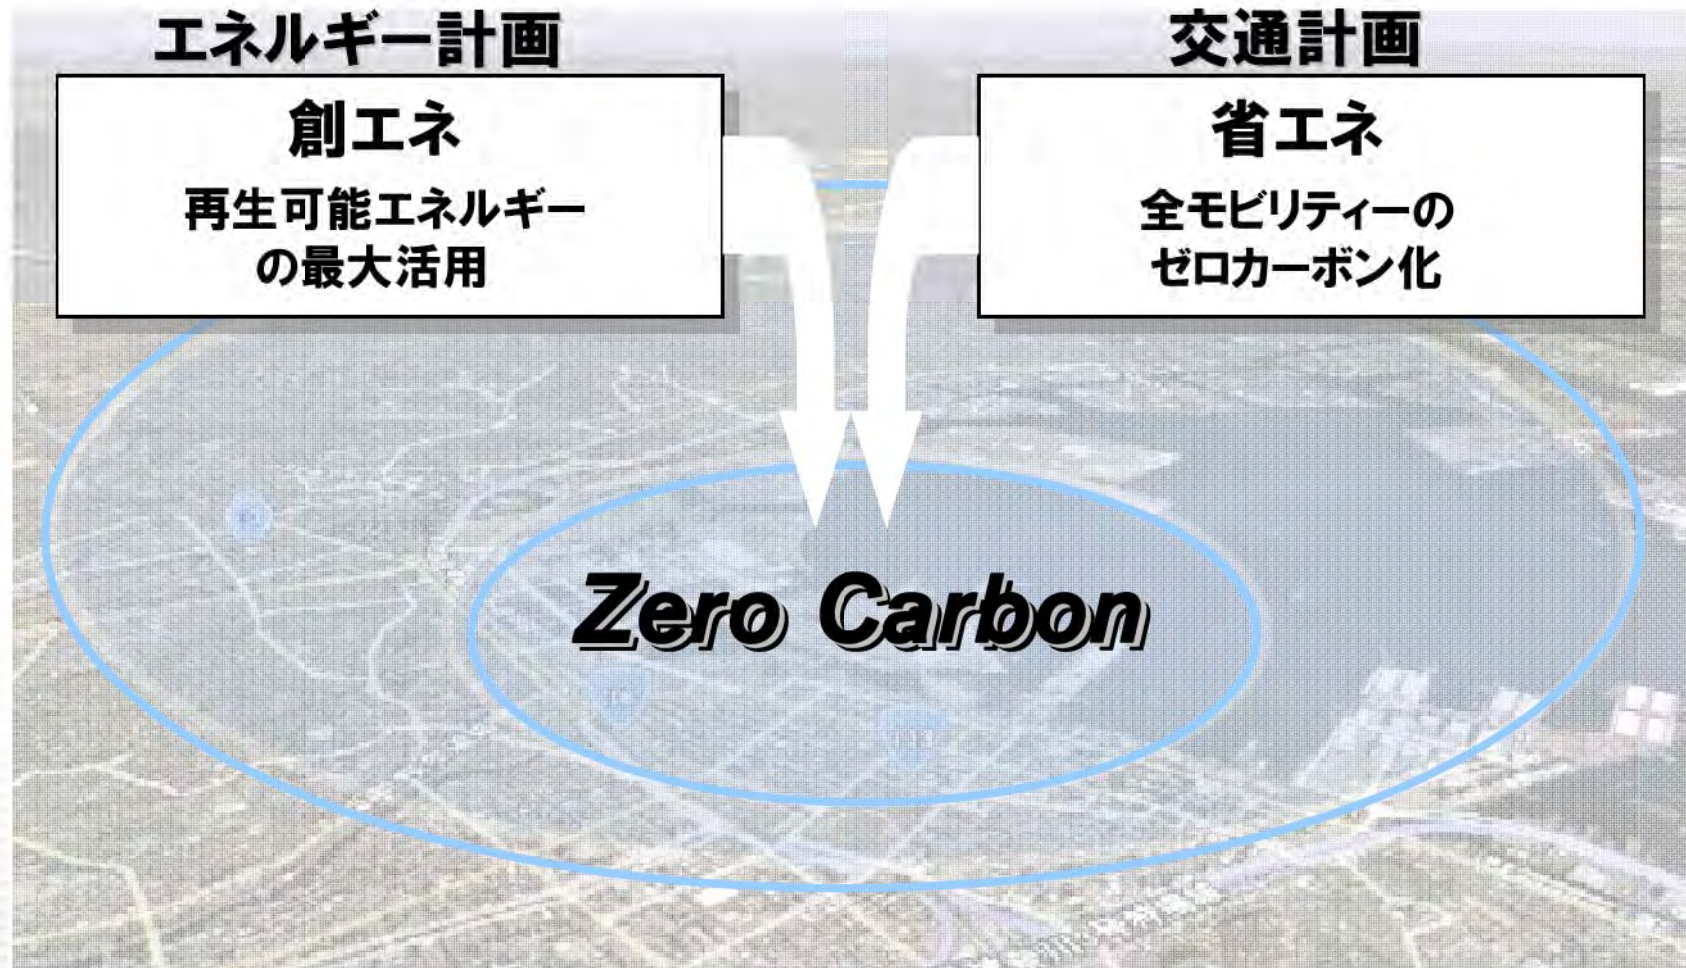 エネルギー計画
創エネ
再生可能エネルギー
の最大活用
交通計画
省エネ
全モビリティーの
ゼロカーボン化
Zero Carbon